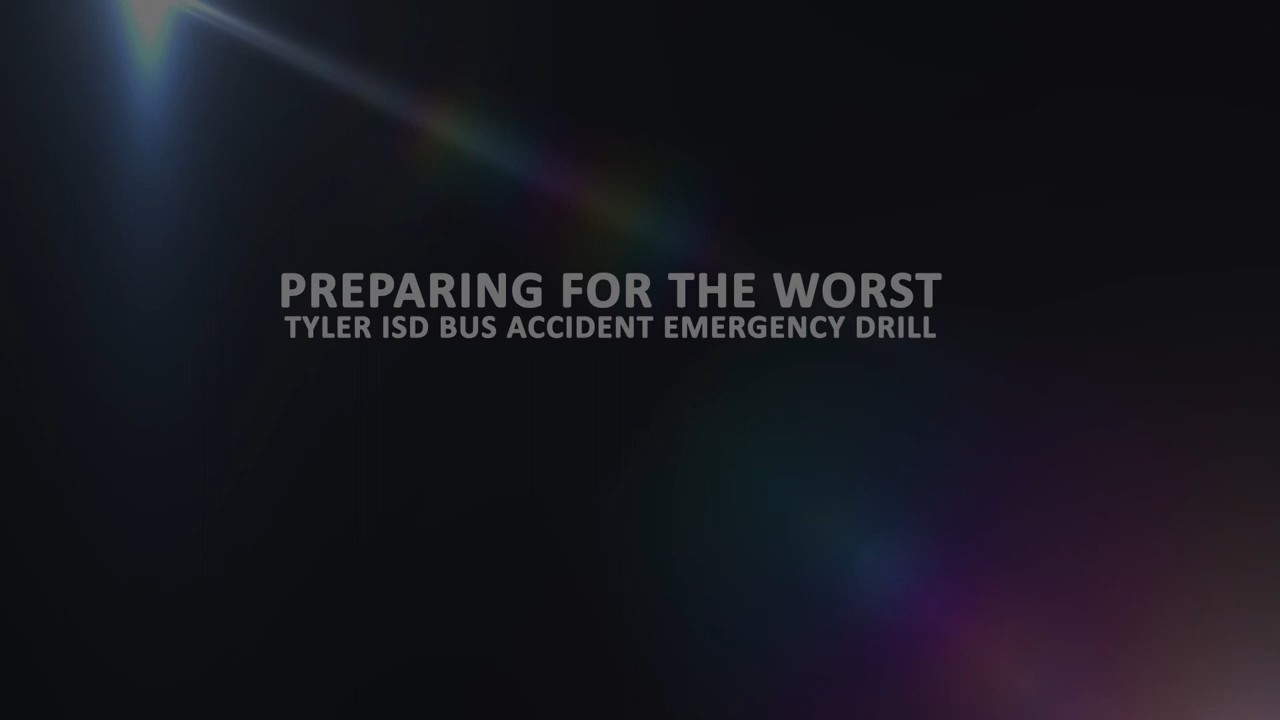 PREPARING FOR THE WORST
TYLER ISD BUS ACCIDENT EMERGENCY DRILL